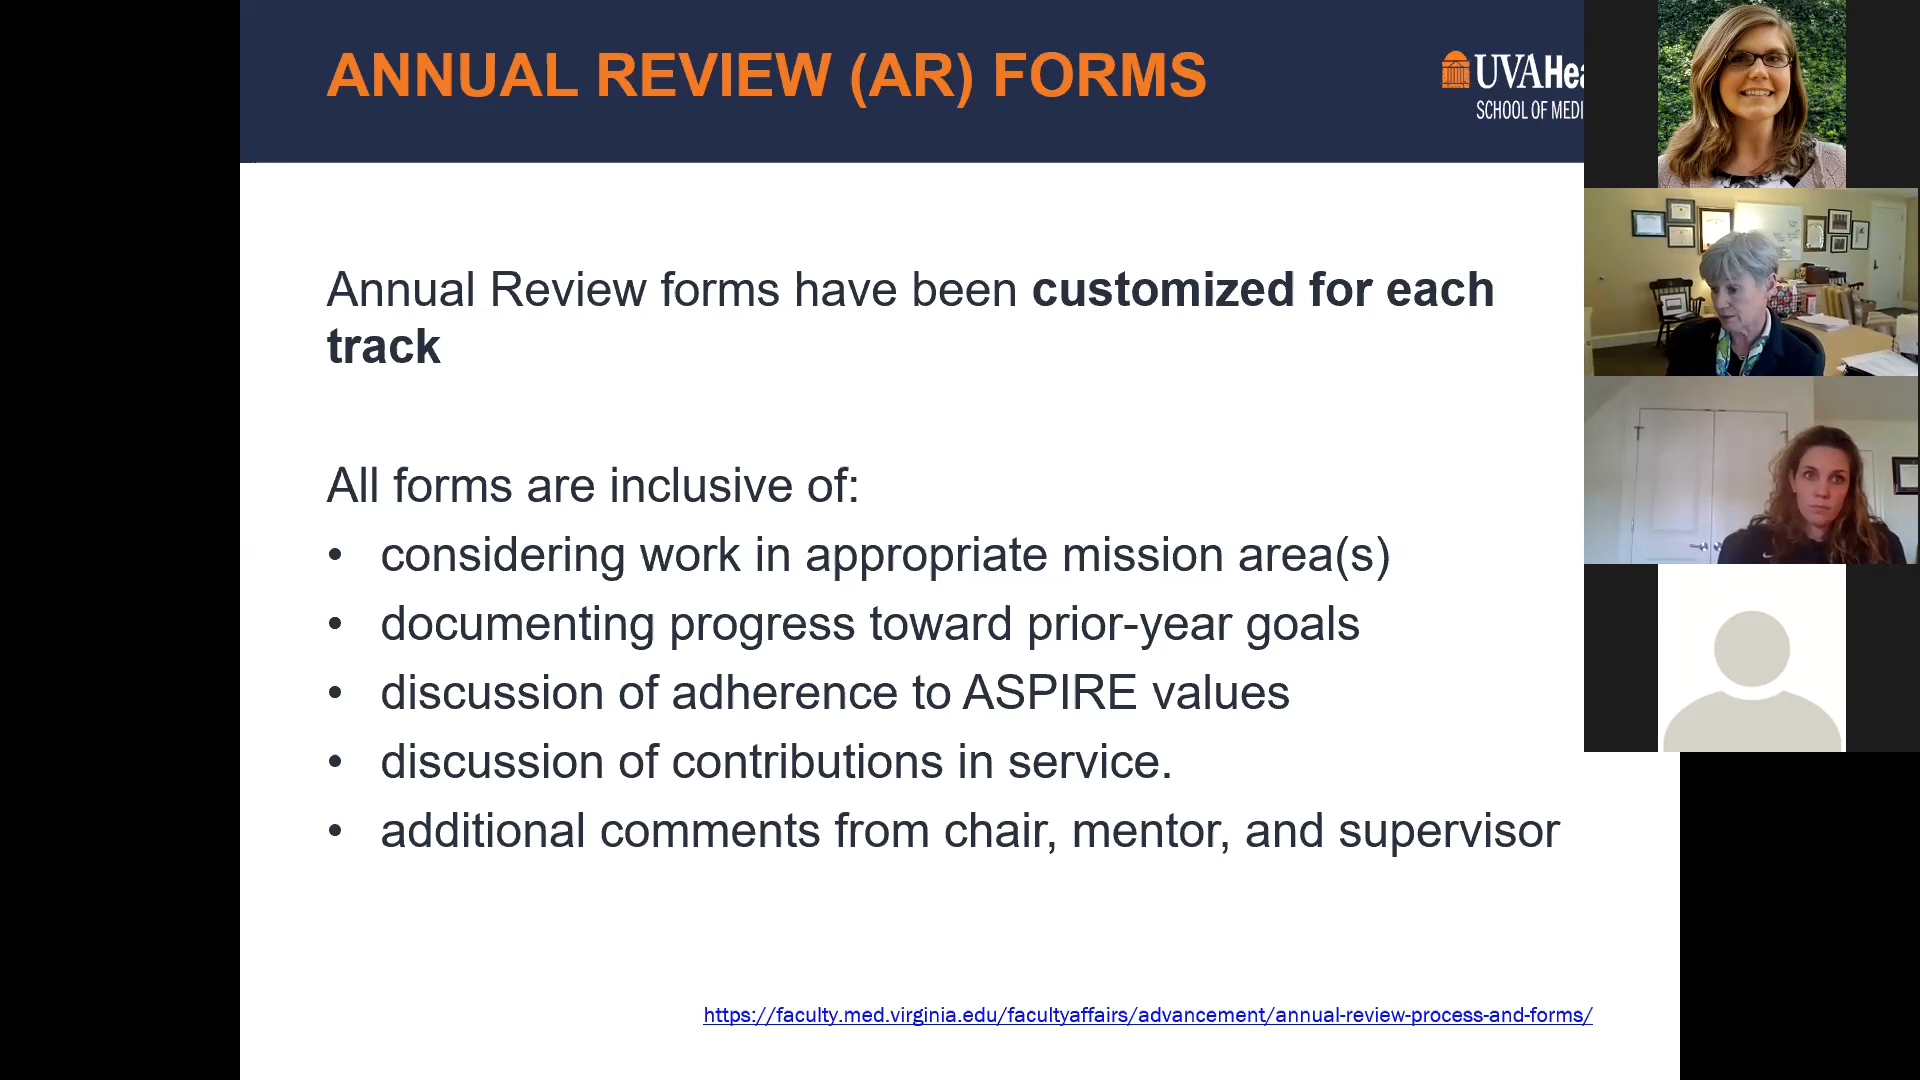 ANNUAL REVIEW (AR) FORMS
UVAHea
SCHOOL OF MEDI
Annual Review forms have been customized for each
track
All forms are inclusive of:
• considering work in appropriate mission area(s)
• documenting progress toward prior-year goals
• discussion of adherence to ASPIRE values
• discussion of contributions in service.
• additional comments from chair, mentor, and supervisor
https://faculty.med.virginia.edu/facultyaffairs/advancement/annual-review-process-and-forms/